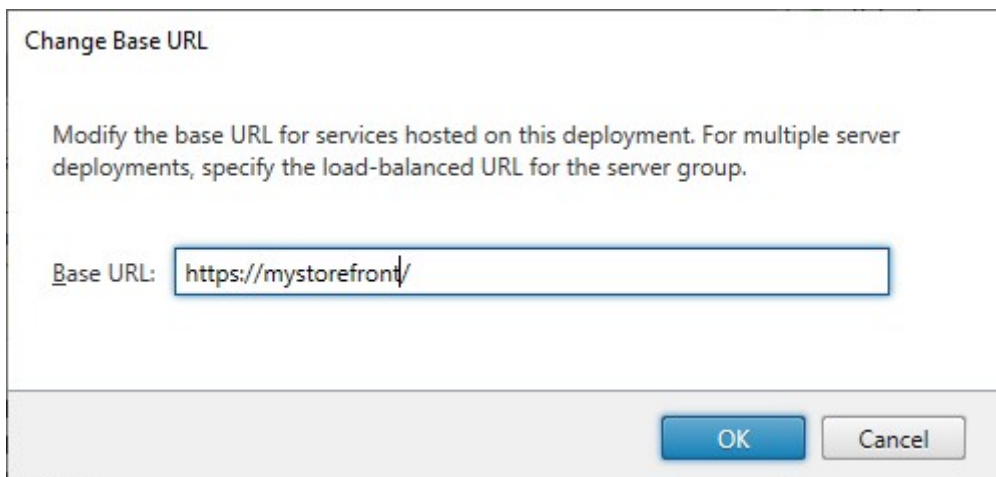 Change Base URL
Modify the base URL for services hosted on this deployment. For multiple server
deployments, specify the load-balanced URL for the server group.
Base URL: https://mystorefront/
OK Cancel